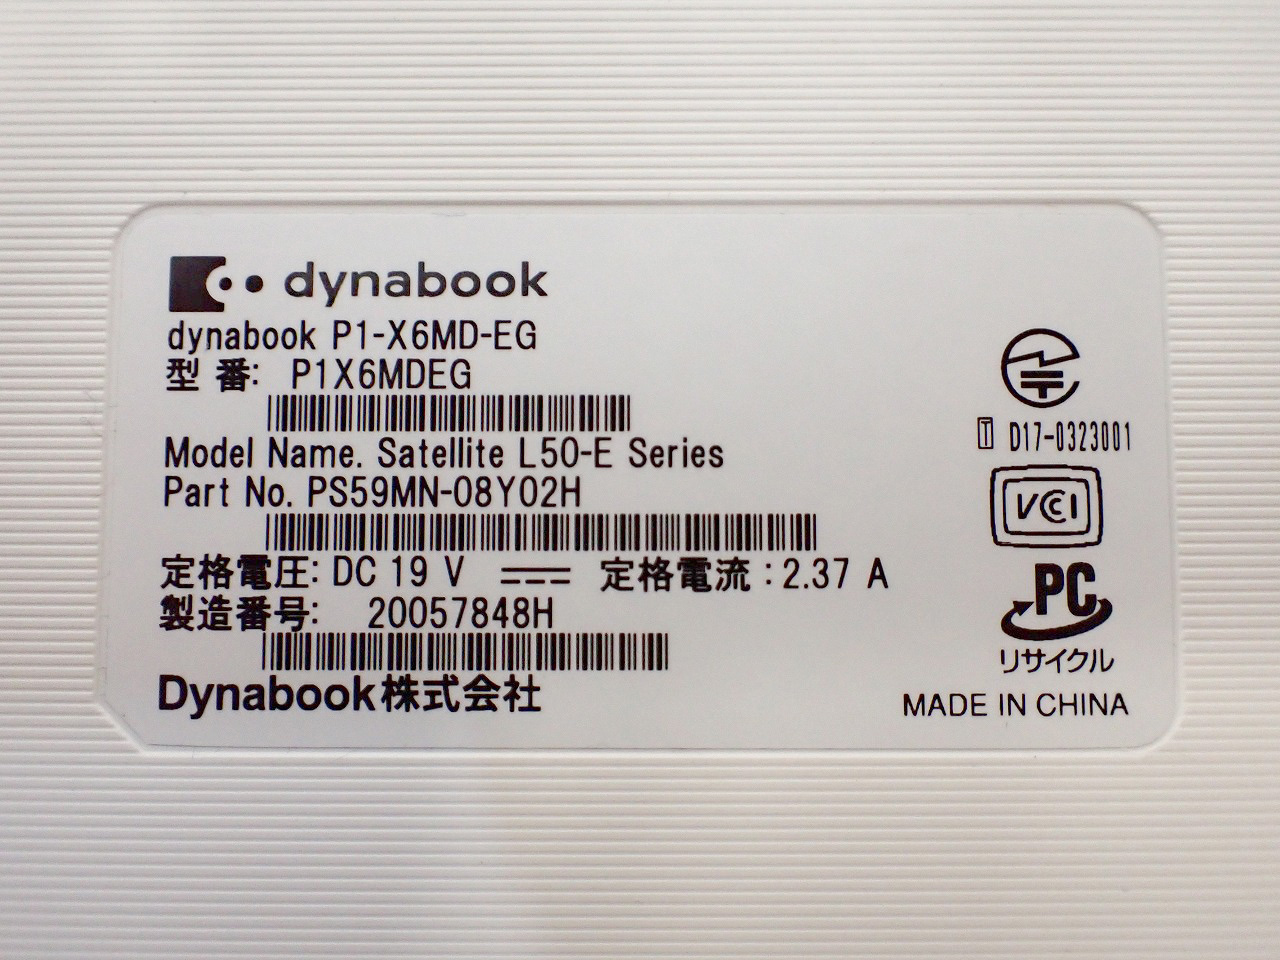 dynabook
dynabook P1-X6MD-EG
型 番: P1X6MDEG
Model Name. Satellite L50-E Series
Part No. PS59MN-08Y02H
定格電圧: DC 19 V 定格電流 : 2.37 A
製造番号: 20057848H
Dynabook株式会社
T D17-0323001
VCCI
PC
リサイクル
MADE IN CHINA